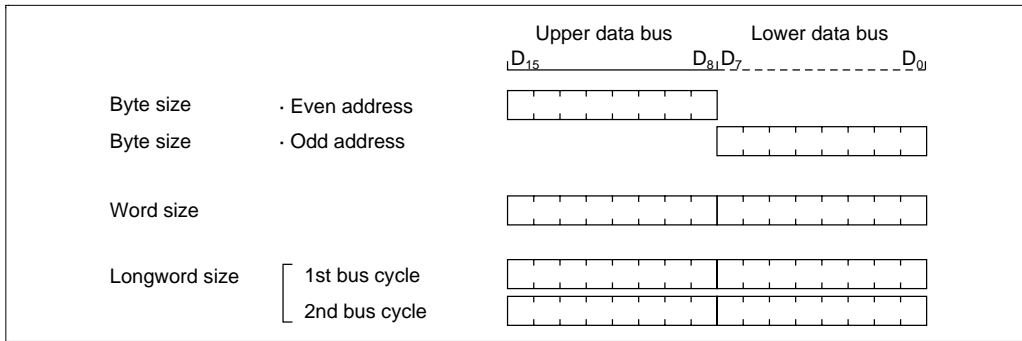 Upper data bus Lower data bus
D15 D8 D7 D0
Byte size · Even address
Byte size · Odd address
Word size
Longword size 1st bus cycle
2nd bus cycle